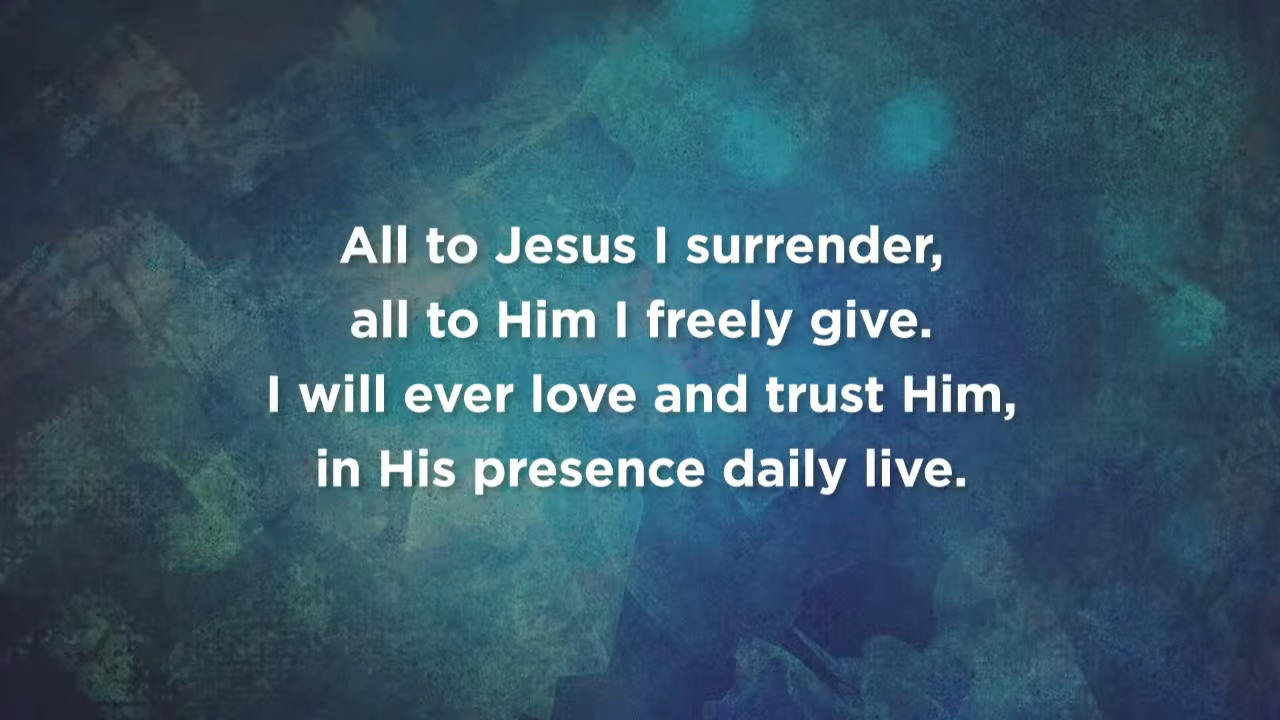 All to Jesus I surrender,
all to Him I freely give.
I will ever love and trust Him,
in His presence daily live.